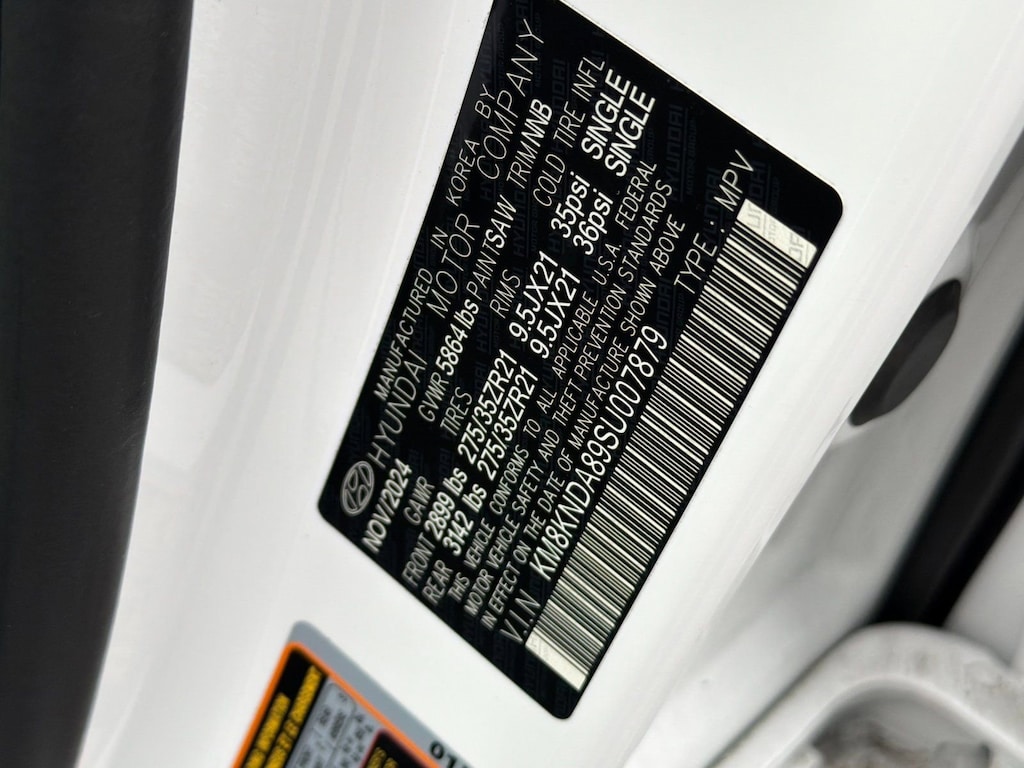 MANUFACTURED IN KOREA BY
HYUNDAI MOTOR COMPANY
NOV/2024 GVWR 5864 lbs PAINT SAW TRIM NNB
GAWR TIRES RIMS COLD TIRE INFL
FRONT 2899 lbs 275/35ZR21 9.5JX21 35psi SINGLE
REAR 3142 lbs 275/35ZR21 9.5JX21 36psi SINGLE
THIS VEHICLE CONFORMS TO ALL APPLICABLE U.S.A. FEDERAL
MOTOR VEHICLE SAFETY AND THEFT PREVENTION STANDARDS
IN EFFECT ON THE DATE OF MANUFACTURE SHOWN ABOVE
VIN KM8KNDA89SU007879 TYPE : MPV